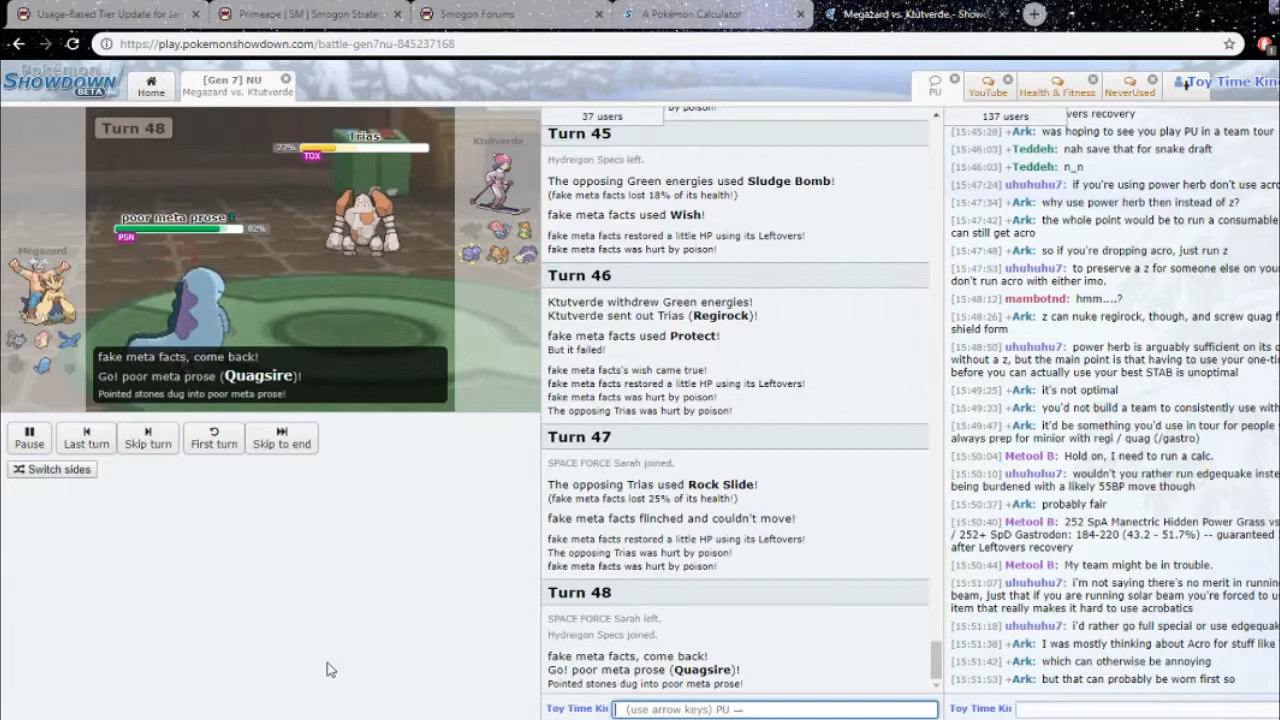 Usage-Based Tier Update for Jan
Primeape | SM | Smogon Strate
Smogon Forums
A Pokémon Calculator
Megazard vs. Ktutverde - Showd
https://play.pokemonshowdown.com/battle-gen7nu-845237168
Pokémon
SHOWDOWN
BETA
Home
[Gen 7] NU
Megazard vs. Ktutverde
PU
YouTube
Health & Fitness
NeverUsed
Toy Time Kin
Turn 48
Trias
27%
TOX
Ktutverde
poor meta prose
82%
PSN
Megazard
fake meta facts, come back!
Go! poor meta prose (Quagsire)!
Pointed stones dug into poor meta prose!
Pause
Last turn
Skip turn
First turn
Skip to end
Switch sides
37 users
by poison!
Turn 45
Hydreigon Specs left.
The opposing Green energies used Sludge Bomb!
(fake meta facts lost 18% of its health!)
fake meta facts used Wish!
fake meta facts restored a little HP using its Leftovers!
fake meta facts was hurt by poison!
Turn 46
Ktutverde withdrew Green energies!
Ktutverde sent out Trias (Regirock)!
fake meta facts used Protect!
But it failed!
fake meta facts's wish came true!
fake meta facts restored a little HP using its Leftovers!
fake meta facts was hurt by poison!
The opposing Trias was hurt by poison!
Turn 47
SPACE FORCE Sarah joined.
The opposing Trias used Rock Slide!
(fake meta facts lost 25% of its health!)
fake meta facts flinched and couldn't move!
fake meta facts restored a little HP using its Leftovers!
The opposing Trias was hurt by poison!
fake meta facts was hurt by poison!
Turn 48
SPACE FORCE Sarah left.
Hydreigon Specs joined.
fake meta facts, come back!
Go! poor meta prose (Quagsire)!
Pointed stones dug into poor meta prose!
Toy Time Kin
(use arrow keys) PU →
137 users
vers recovery
[15:45:28] +Ark: was hoping to see you play PU in a team tour
[15:46:03] +Teddeh: nah save that for snake draft
[15:46:03] +Teddeh: n_n
[15:47:24] uhuhuhu7: if you're using power herb don't use acro
[15:47:34] +Ark: why use power herb then instead of z?
[15:47:42] +Ark: the whole point would be to run a consumable
can still get acro
[15:47:48] +Ark: so if you're dropping acro, just run z
[15:47:53] uhuhuhu7: to preserve a z for someone else on you
don't run acro with either imo.
[15:48:12] mambotnd: hmm....?
[15:48:26] +Ark: z can nuke regirock, though, and screw quag f
shield form
[15:48:50] uhuhuhu7: power herb is arguably sufficient on its
without a z, but the main point is that having to use your one-ti
before you can actually use your best STAB is unoptimal
[15:49:25] +Ark: it's not optimal
[15:49:33] +Ark: you'd not build a team to consistently use with
[15:49:47] +Ark: it'd be something you'd use in tour for people
always prep for minior with regi / quag (/gastro)
[15:50:04] Metool B: Hold on, I need to run a calc.
[15:50:10] uhuhuhu7: wouldn't you rather run edgequake inste
being burdened with a likely 55BP move though
[15:50:37] +Ark: probably fair
[15:50:40] Metool B: 252 SpA Manectric Hidden Power Grass vs
/ 252+ SpD Gastrodon: 184-220 (43.2 - 51.7%) -- guaranteed
after Leftovers recovery
[15:50:44] Metool B: My team might be in trouble.
[15:51:07] uhuhuhu7: i'm not saying there's no merit in runnin
beam, just that if you are running solar beam you're forced to u
item that really makes it hard to use acrobatics
[15:51:18] uhuhuhu7: i'd rather go full special or use edgequak
[15:51:38] +Ark: I was mostly thinking about Acro for stuff like
[15:51:42] +Ark: which can otherwise be annoying
[15:51:53] +Ark: but that can probably be worn first so
Toy Time Kin